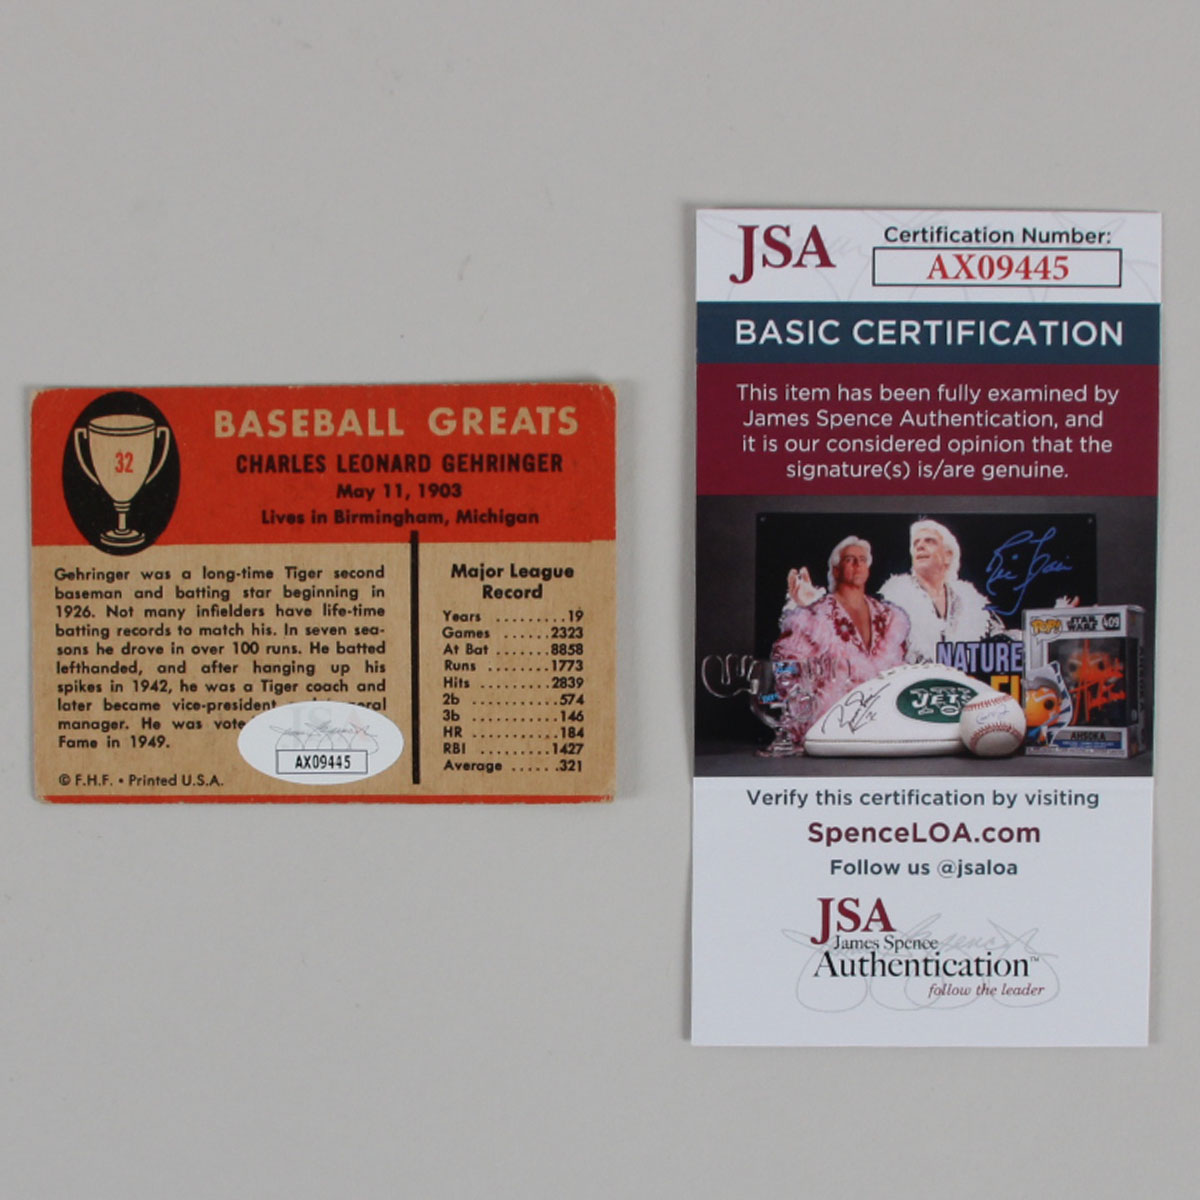 32
BASEBALL GREATS
CHARLES LEONARD GEHRINGER
May 11, 1903
Lives in Birmingham, Michigan
Gehringer was a long-time Tiger second
baseman and batting star beginning in
1926. Not many infielders have life-time
batting records to match his. In seven sea-
sons he drove in over 100 runs. He batted
lefthanded, and after hanging up his
spikes in 1942, he was a Tiger coach and
later became vice-president
manager. He was vote
Fame in 1949.
© F.H.F. • Printed U.S.A.
JSA
AX09445
Major League
Record
Years .........19
Games ......2323
At Bat ......8858
Runs .......1773
Hits ........2839
2b ..........574
3b ..........146
HR ..........184
RBI ........1427
Average ......321
JSA
Certification Number:
AX09445
BASIC CERTIFICATION
This item has been fully examined by
James Spence Authentication, and
it is our considered opinion that the
signature(s) is/are genuine.
NATURE
JETS
POP!
STAR WARS
409
AHSOKA
Verify this certification by visiting
SpenceLOA.com
Follow us @jsaloa
JSA
James Spence
Authentication™
follow the leader